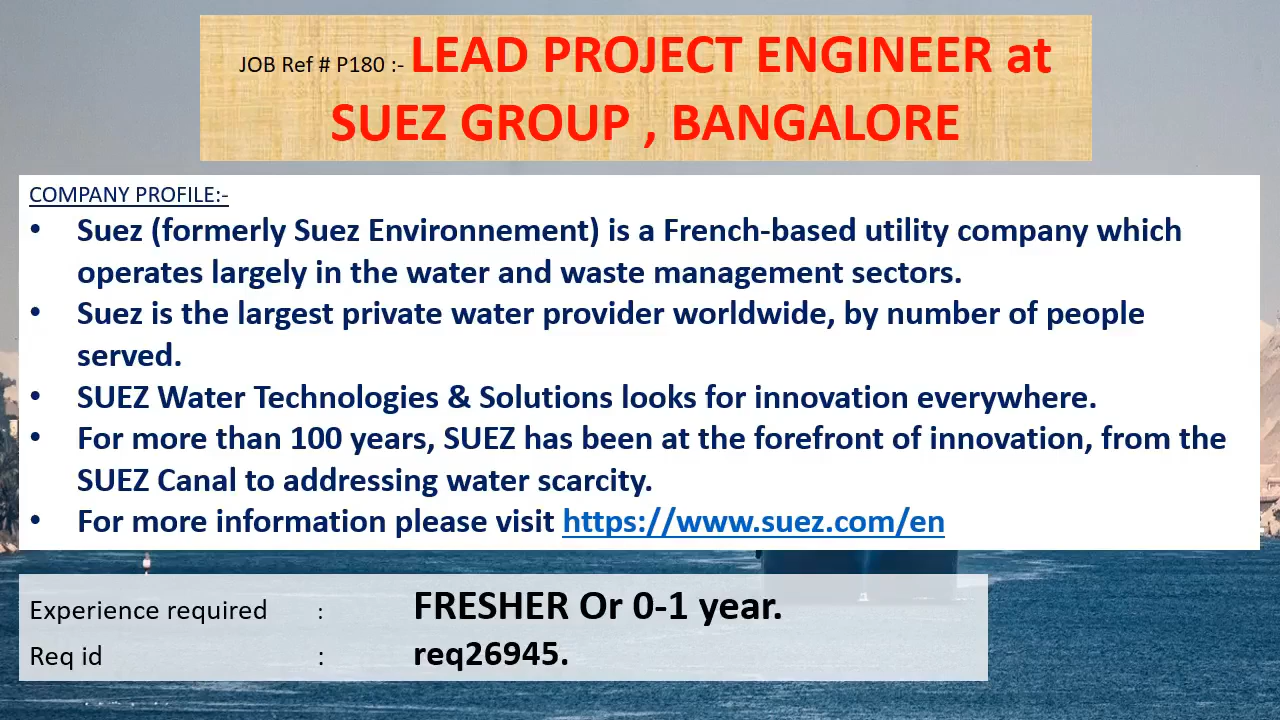 JOB Ref # P180 :- LEAD PROJECT ENGINEER at
SUEZ GROUP , BANGALORE
COMPANY PROFILE:-
• Suez (formerly Suez Environnement) is a French-based utility company which
operates largely in the water and waste management sectors.
• Suez is the largest private water provider worldwide, by number of people
served.
• SUEZ Water Technologies & Solutions looks for innovation everywhere.
• For more than 100 years, SUEZ has been at the forefront of innovation, from the
SUEZ Canal to addressing water scarcity.
• For more information please visit https://www.suez.com/en
Experience required : FRESHER Or 0-1 year.
Req id : req26945.